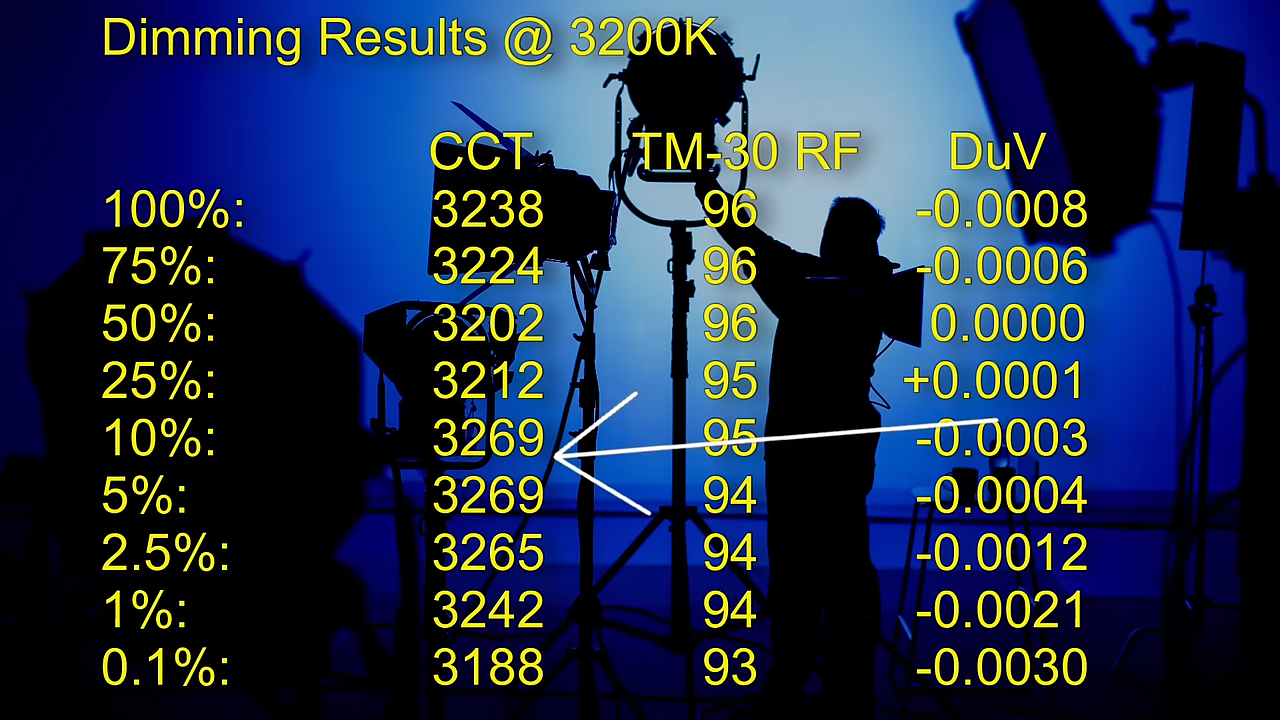 Dimming Results @ 3200K
CCT TM-30 RF DuV
100%: 3238 96 -0.0008
75%: 3224 96 -0.0006
50%: 3202 96 0.0000
25%: 3212 95 +0.0001
10%: 3269 95 -0.0003
5%: 3269 94 -0.0004
2.5%: 3265 94 -0.0012
1%: 3242 94 -0.0021
0.1%: 3188 93 -0.0030